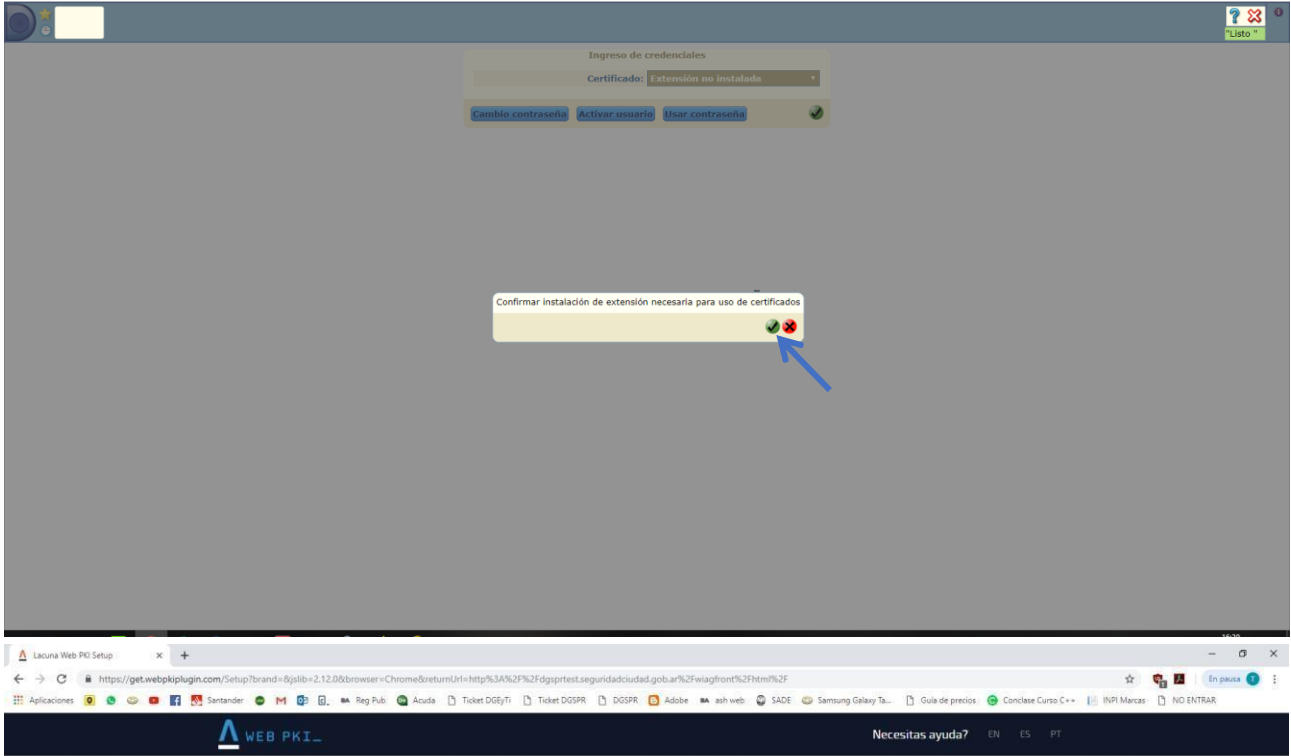 "Listo "
Ingreso de credenciales
Certificado: Extensión no instalada
Cambio contraseña Activar usuario Usar contraseña
Confirmar instalación de extensión necesaria para uso de certificados
Lacuna Web PKI Setup
https://get.webpkiplugin.com/Setup?brand=&jslib=2.12.0&browser=Chrome&returnUrl=http%3A%2F%2Fdgsprtest.seguridadciudad.gob.ar%2Fwiagfront%2Fhtml%2F
En pausa
Aplicaciones Santander Reg Pub Acuda Ticket DGEyTi Ticket DGSPR DGSPR Adobe ash web SADE Samsung Galaxy Ta... Guia de precios Conclase Curso C++ INPI Marcas NO ENTRAR
WEB PKI_ Necesitas ayuda? EN ES PT